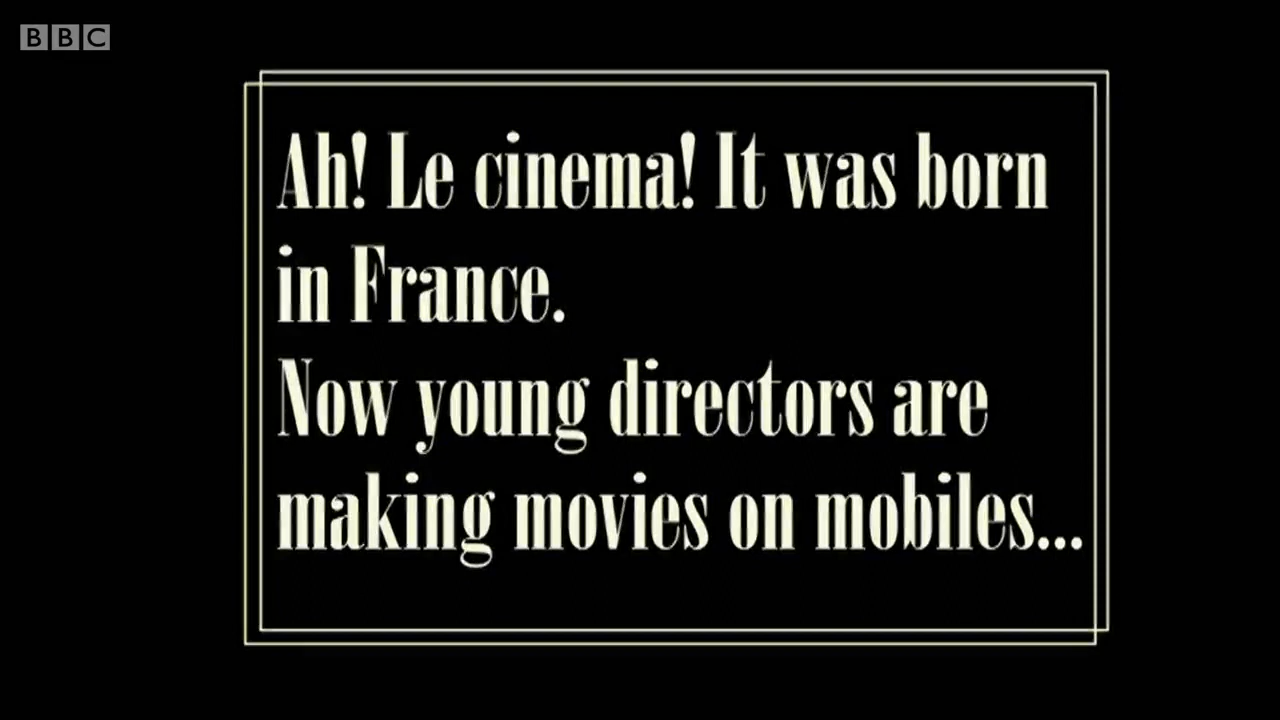 BBC
Ah! Le cinema! It was born
in France.
Now young directors are
making movies on mobiles...